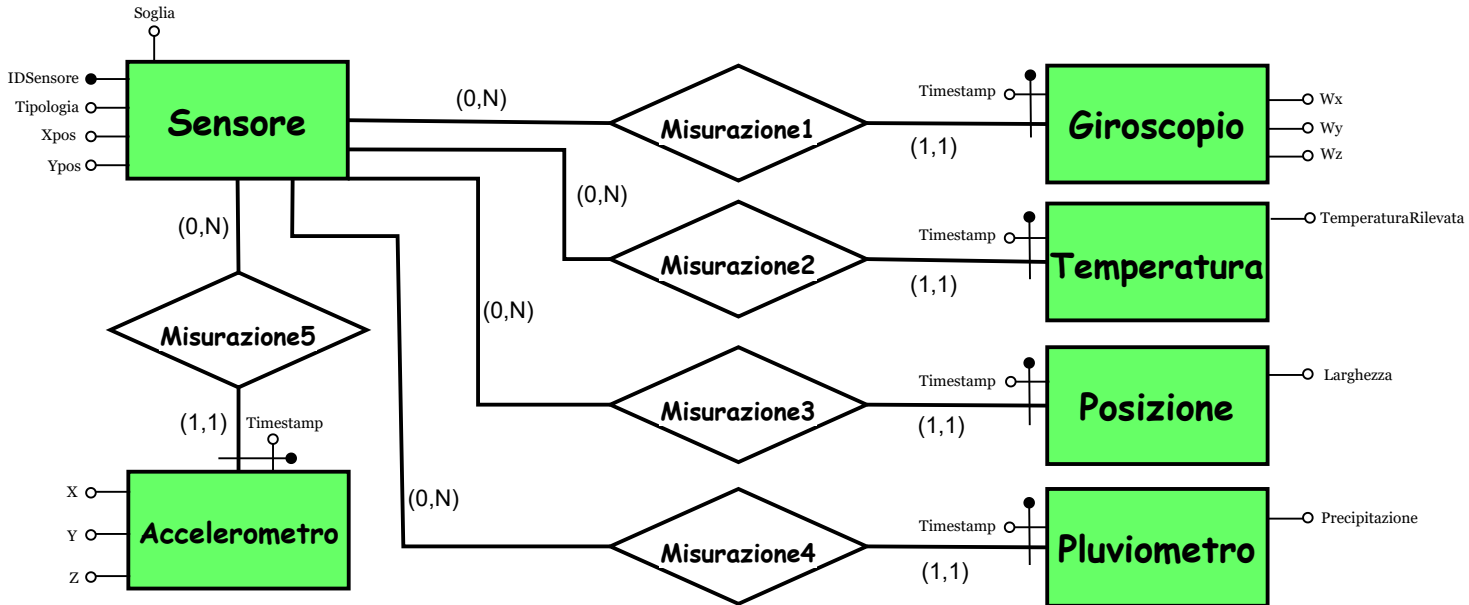 Soglia
IDSensore
Tipologia
Xpos
Ypos
Sensore
(0,N)
Misurazione1
(1,1)
Timestamp
Giroscopio
Wx
Wy
Wz
(0,N)
Misurazione2
(1,1)
Timestamp
Temperatura
TemperaturaRilevata
(0,N)
Misurazione3
(1,1)
Timestamp
Posizione
Larghezza
(0,N)
Misurazione4
(1,1)
Timestamp
Pluviometro
Precipitazione
(0,N)
Misurazione5
(1,1)
Timestamp
X
Y
Z
Accelerometro